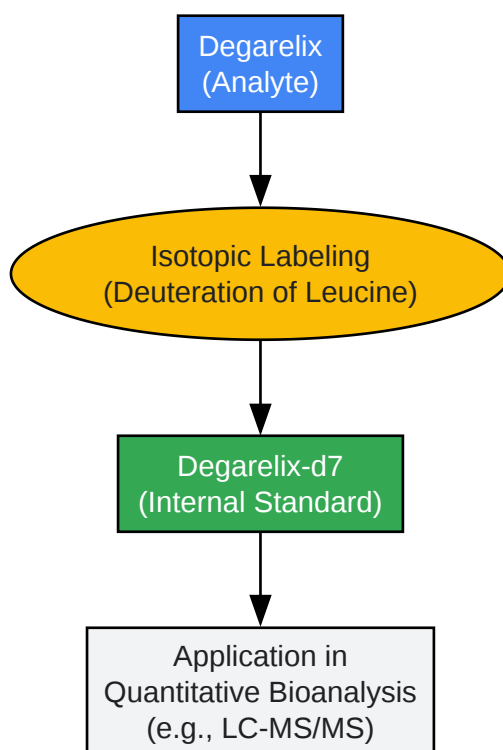 Degarelix
(Analyte)
Isotopic Labeling
(Deuteration of Leucine)
Degarelix-d7
(Internal Standard)
Application in
Quantitative Bioanalysis
(e.g., LC-MS/MS)